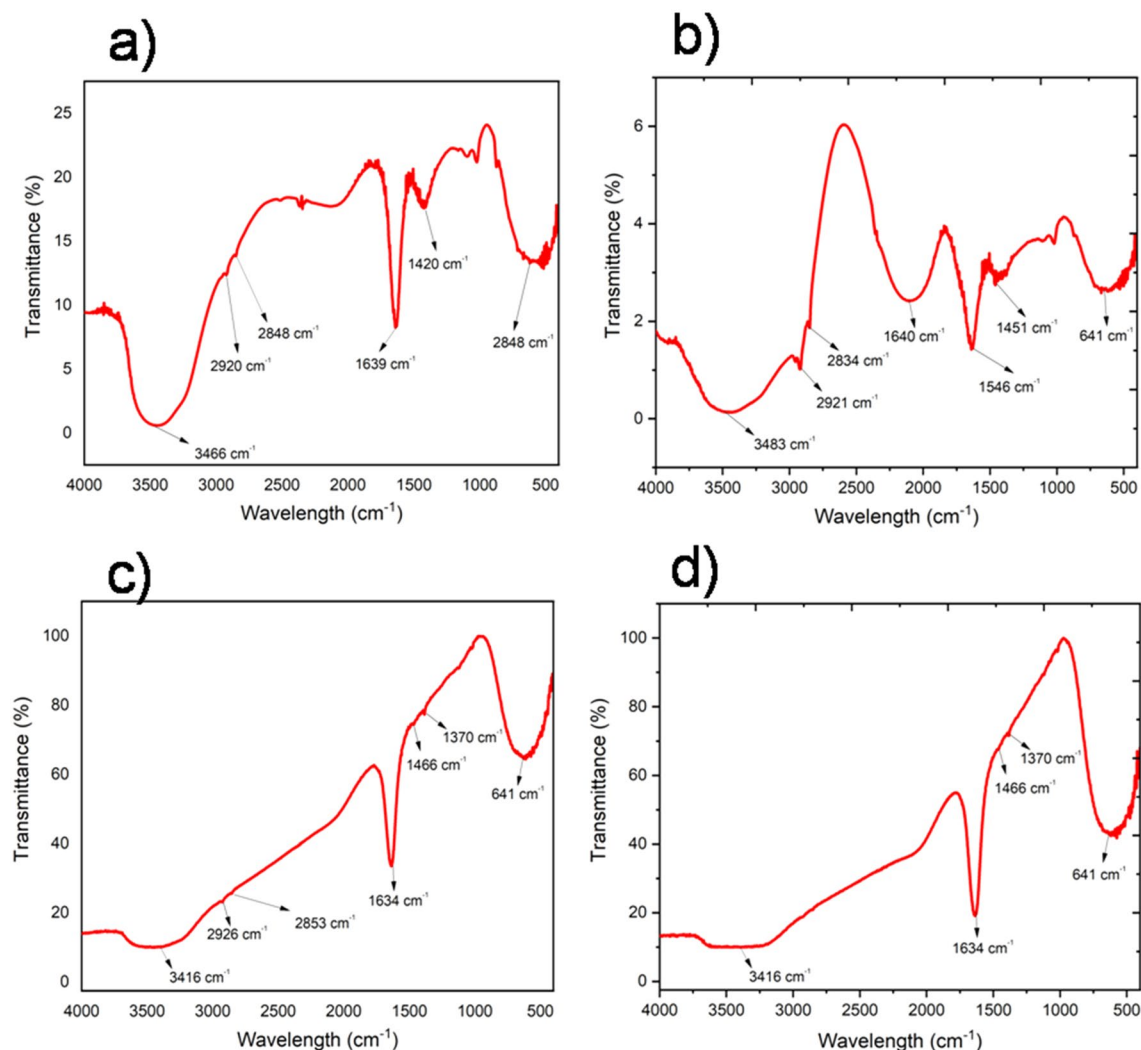 a)
25
20
15
10
5
0
Transmittance (%)
2920 cm-1
2848 cm-1
1639 cm-1
1420 cm-1
2848 cm-1
3466 cm-1
4000 3500 3000 2500 2000 1500 1000 500
Wavelength (cm-1)
b)
6
4
2
0
Transmittance (%)
2834 cm-1
1640 cm-1
1451 cm-1
641 cm-1
1546 cm-1
2921 cm-1
3483 cm-1
4000 3500 3000 2500 2000 1500 1000 500
Wavelength (cm-1)
c)
100
80
60
40
20
0
Transmittance (%)
1370 cm-1
1466 cm-1
641 cm-1
1634 cm-1
2853 cm-1
2926 cm-1
3416 cm-1
4000 3500 3000 2500 2000 1500 1000 500
Wavelength (cm-1)
d)
100
80
60
40
20
0
Transmittance (%)
1370 cm-1
1466 cm-1
641 cm-1
1634 cm-1
3416 cm-1
4000 3500 3000 2500 2000 1500 1000 500
Wavelength (cm-1)